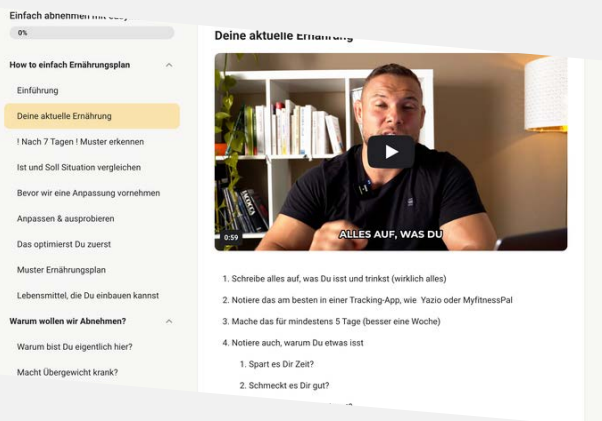 Einfach abnehmen mit easy
0%
How to einfach Ernährungsplan
Einführung
Deine aktuelle Ernährung
! Nach 7 Tagen ! Muster erkennen
Ist und Soll Situation vergleichen
Bevor wir eine Anpassung vornehmen
Anpassen & ausprobieren
Das optimierst Du zuerst
Muster Ernährungsplan
Lebensmittel, die Du einbauen kannst
Warum wollen wir Abnehmen?
Warum bist Du eigentlich hier?
Macht Übergewicht krank?
Deine aktuelle Ernährung
ALLES AUF, WAS DU
0:59
1. Schreibe alles auf, was Du isst und trinkst (wirklich alles)
2. Notiere das am besten in einer Tracking-App, wie Yazio oder MyfitnessPal
3. Mache das für mindestens 5 Tage (besser eine Woche)
4. Notiere auch, warum Du etwas isst
1. Spart es Dir Zeit?
2. Schmeckt es Dir gut?